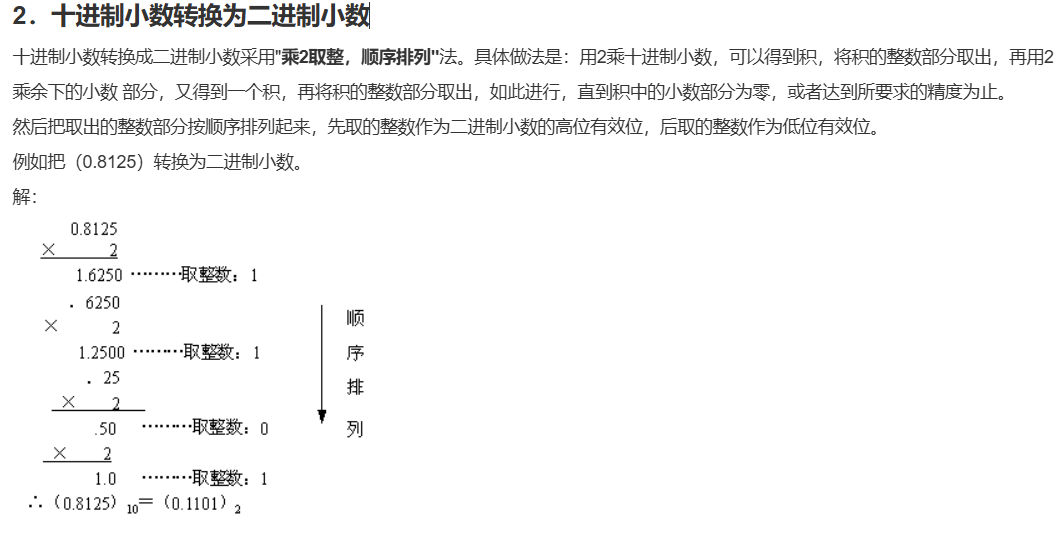 2．十进制小数转换为二进制小数
十进制小数转换成二进制小数采用"乘2取整，顺序排列"法。具体做法是：用2乘十进制小数，可以得到积，将积的整数部分取出，再用2
乘余下的小数 部分，又得到一个积，再将积的整数部分取出，如此进行，直到积中的小数部分为零，或者达到所要求的精度为止。
然后把取出的整数部分按顺序排列起来，先取的整数作为二进制小数的高位有效位，后取的整数作为低位有效位。
例如把（0.8125）转换为二进制小数。
解：
0.8125
× 2
1.6250 ………取整数：1
．6250
× 2
1.2500 ………取整数：1
．25
× 2
.50 ………取整数：0
× 2
1.0 ………取整数：1
顺
序
排
列
∴（0.8125）10＝（0.1101）2